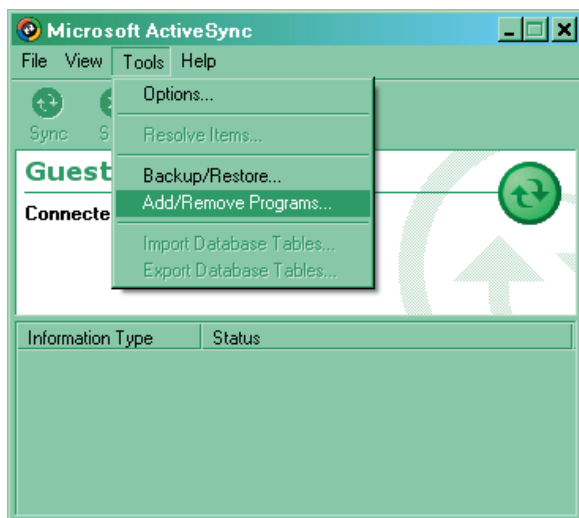 Microsoft ActiveSync
File View Tools Help
Options...
Sync S
Resolve Items...
Guest
Backup/Restore...
Add/Remove Programs...
Connecte
Import Database Tables...
Export Database Tables...
Information Type Status